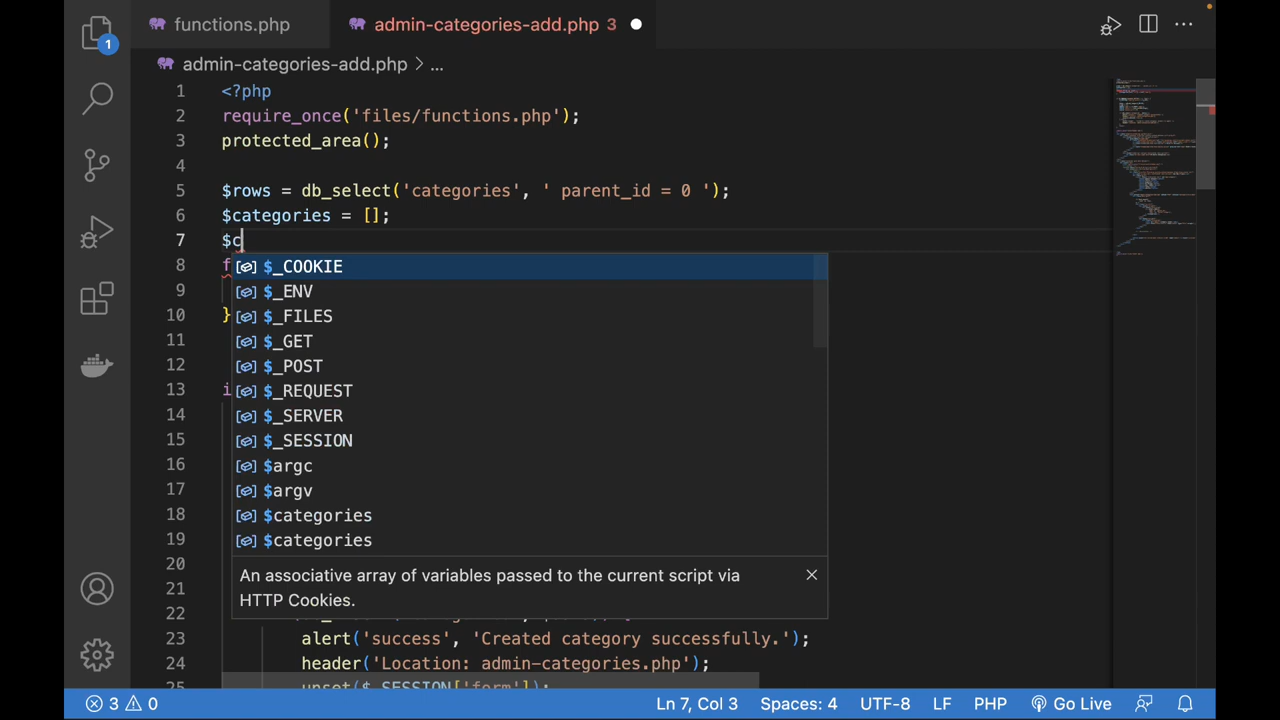 functions.php
admin-categories-add.php 3
1
admin-categories-add.php > ...
1 <?php
2 require_once('files/functions.php');
3 protected_area();
4
5 $rows = db_select('categories', ' parent_id = 0 ');
6 $categories = [];
7 $c
8 f
$_COOKIE
9
$_ENV
10 }
$_FILES
11
$_GET
12
$_POST
13 i
$_REQUEST
14
$_SERVER
15
$_SESSION
16
$argc
17
$argv
18
$categories
19
$categories
20
An associative array of variables passed to the current script via
21
HTTP Cookies.
22
23 alert('success', 'Created category successfully.');
24 header('Location: admin-categories.php');
25 unset($_SESSION['form']);
3 0
Ln 7, Col 3
Spaces: 4
UTF-8
LF
PHP
Go Live